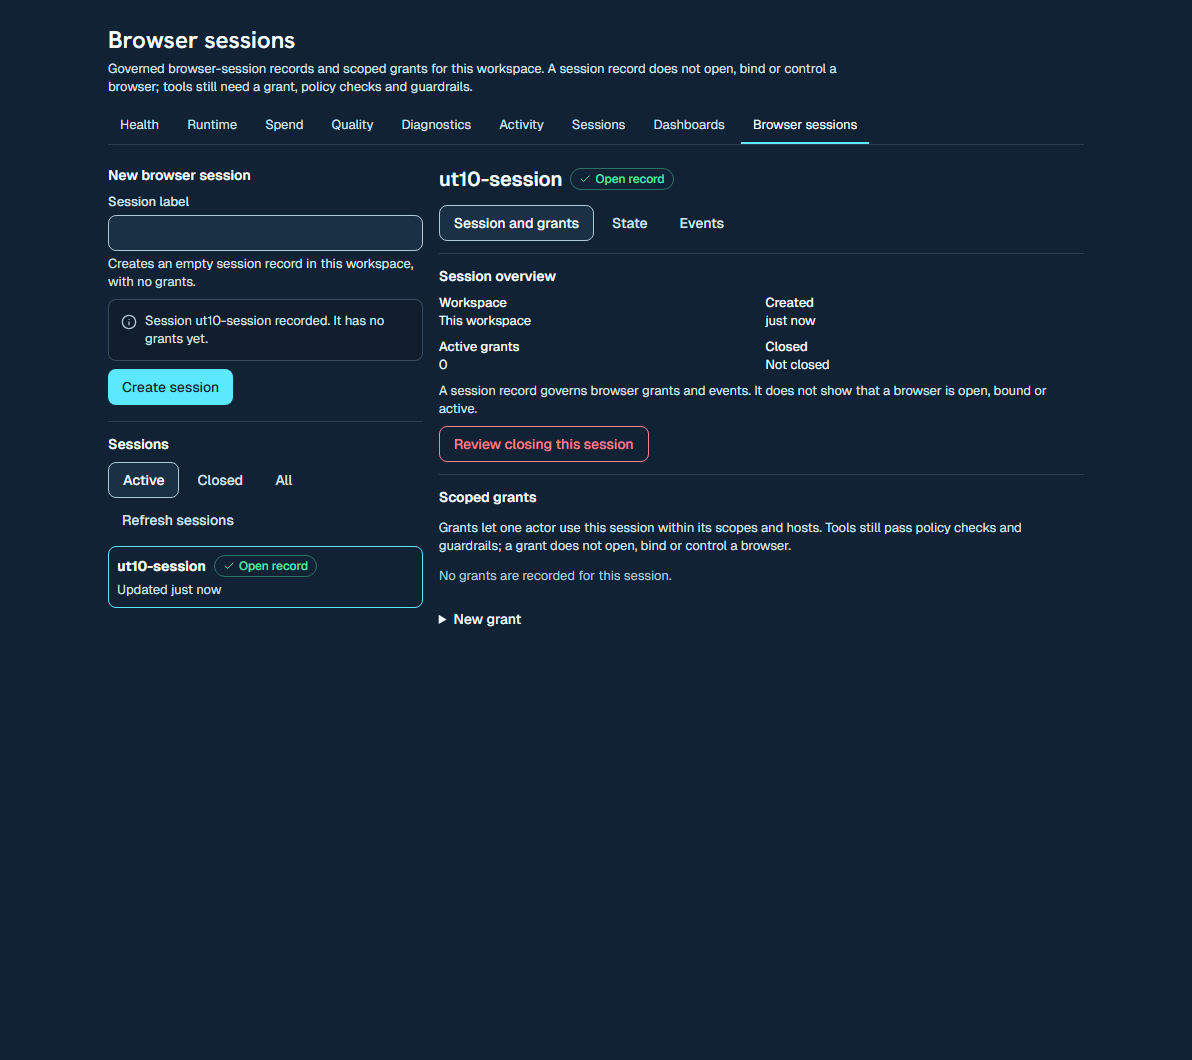 Browser sessions
Governed browser-session records and scoped grants for this workspace. A session record does not open, bind or control a
browser; tools still need a grant, policy checks and guardrails.
Health
Runtime
Spend
Quality
Diagnostics
Activity
Sessions
Dashboards
Browser sessions
New browser session
Session label
Creates an empty session record in this workspace,
with no grants.
Session ut10-session recorded. It has no
grants yet.
Create session
Sessions
Active
Closed
All
Refresh sessions
ut10-session
Open record
Updated just now
ut10-session
Open record
Session and grants
State
Events
Session overview
Workspace
This workspace
Created
just now
Active grants
0
Closed
Not closed
A session record governs browser grants and events. It does not show that a browser is open, bound or
active.
Review closing this session
Scoped grants
Grants let one actor use this session within its scopes and hosts. Tools still pass policy checks and
guardrails; a grant does not open, bind or control a browser.
No grants are recorded for this session.
New grant